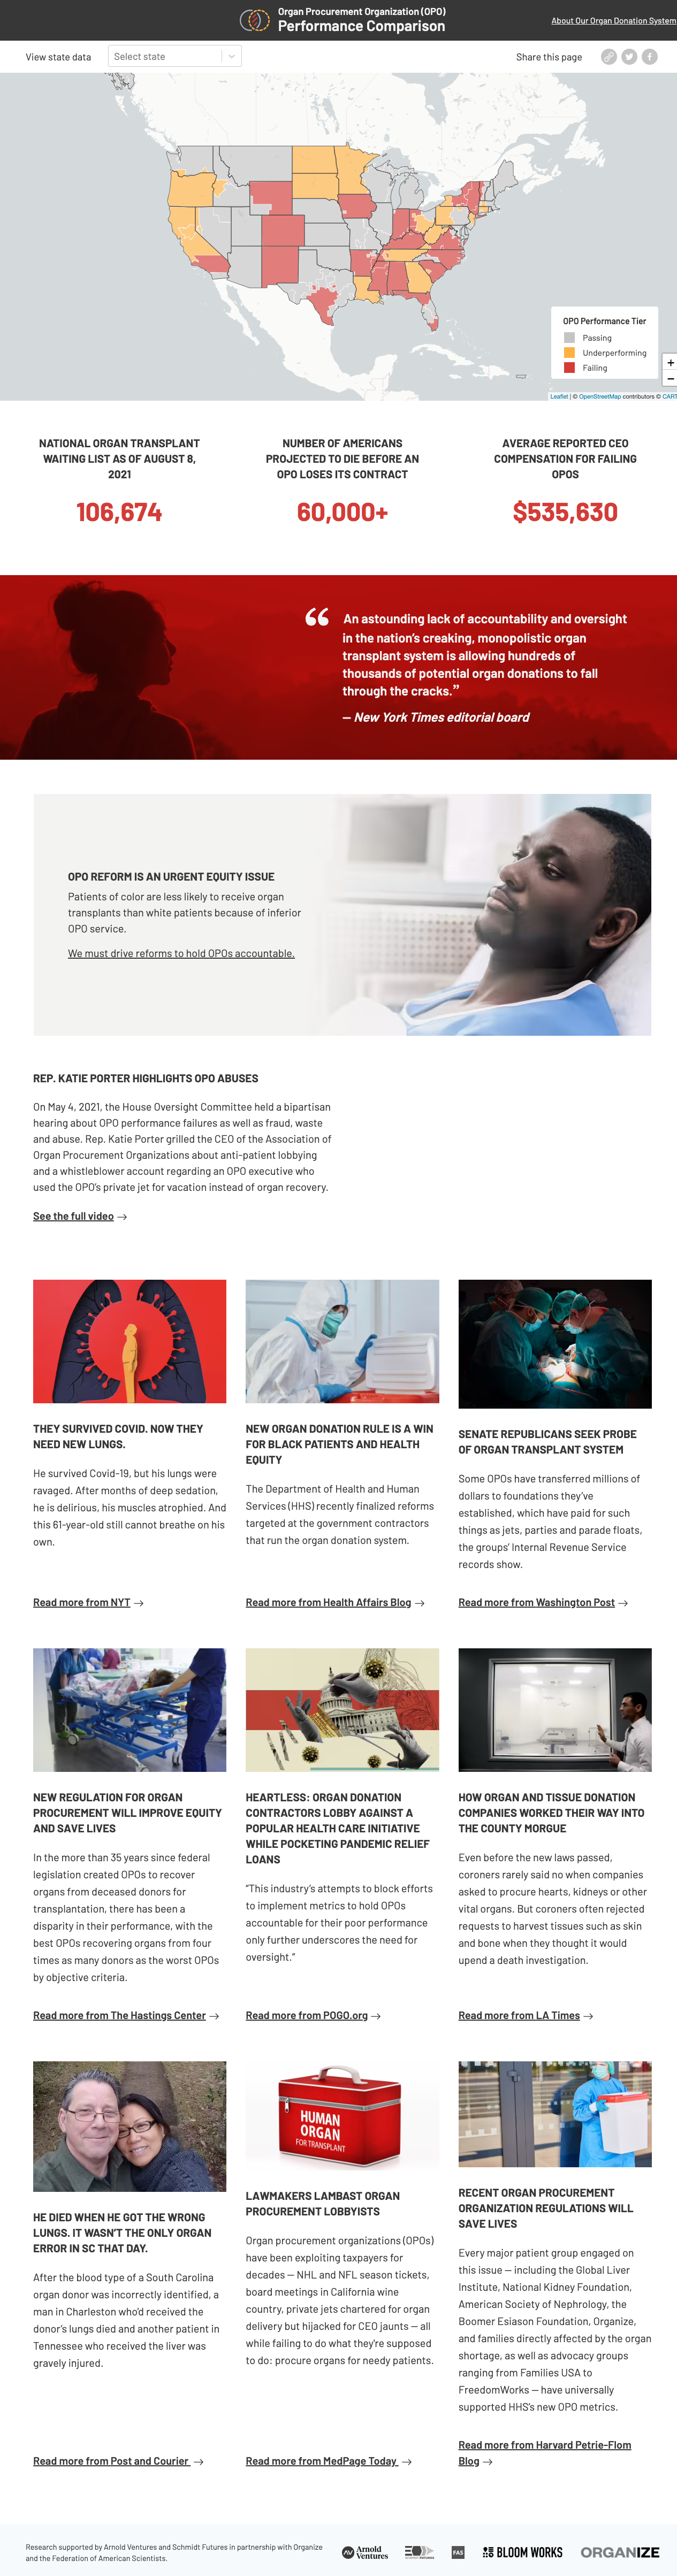 Organ Procurement Organization (OPO)
Performance Comparison
About Our Organ Donation System
View state data
Select state
Share this page
OPO Performance Tier
Passing
Underperforming
Failing
+
−
Leaflet | © OpenStreetMap contributors © CART
NATIONAL ORGAN TRANSPLANT
WAITING LIST AS OF AUGUST 8,
2021
106,674
NUMBER OF AMERICANS
PROJECTED TO DIE BEFORE AN
OPO LOSES ITS CONTRACT
60,000+
AVERAGE REPORTED CEO
COMPENSATION FOR FAILING
OPOS
$535,630
“ An astounding lack of accountability and oversight
in the nation’s creaking, monopolistic organ
transplant system is allowing hundreds of
thousands of potential organ donations to fall
through the cracks.”
— New York Times editorial board
OPO REFORM IS AN URGENT EQUITY ISSUE
Patients of color are less likely to receive organ
transplants than white patients because of inferior
OPO service.
We must drive reforms to hold OPOs accountable.
REP. KATIE PORTER HIGHLIGHTS OPO ABUSES
On May 4, 2021, the House Oversight Committee held a bipartisan
hearing about OPO performance failures as well as fraud, waste
and abuse. Rep. Katie Porter grilled the CEO of the Association of
Organ Procurement Organizations about anti-patient lobbying
and a whistleblower account regarding an OPO executive who
used the OPO’s private jet for vacation instead of organ recovery.
See the full video →
THEY SURVIVED COVID. NOW THEY
NEED NEW LUNGS.
He survived Covid-19, but his lungs were
ravaged. After months of deep sedation,
he is delirious, his muscles atrophied. And
this 61-year-old still cannot breathe on his
own.
Read more from NYT →
NEW ORGAN DONATION RULE IS A WIN
FOR BLACK PATIENTS AND HEALTH
EQUITY
The Department of Health and Human
Services (HHS) recently finalized reforms
targeted at the government contractors
that run the organ donation system.
Read more from Health Affairs Blog →
SENATE REPUBLICANS SEEK PROBE
OF ORGAN TRANSPLANT SYSTEM
Some OPOs have transferred millions of
dollars to foundations they’ve
established, which have paid for such
things as jets, parties and parade floats,
the groups’ Internal Revenue Service
records show.
Read more from Washington Post →
NEW REGULATION FOR ORGAN
PROCUREMENT WILL IMPROVE EQUITY
AND SAVE LIVES
In the more than 35 years since federal
legislation created OPOs to recover
organs from deceased donors for
transplantation, there has been a
disparity in their performance, with the
best OPOs recovering organs from four
times as many donors as the worst OPOs
by objective criteria.
Read more from The Hastings Center →
HEARTLESS: ORGAN DONATION
CONTRACTORS LOBBY AGAINST A
POPULAR HEALTH CARE INITIATIVE
WHILE POCKETING PANDEMIC RELIEF
LOANS
“This industry’s attempts to block efforts
to implement metrics to hold OPOs
accountable for their poor performance
only further underscores the need for
oversight.”
Read more from POGO.org →
HOW ORGAN AND TISSUE DONATION
COMPANIES WORKED THEIR WAY INTO
THE COUNTY MORGUE
Even before the new laws passed,
coroners rarely said no when companies
asked to procure hearts, kidneys or other
vital organs. But coroners often rejected
requests to harvest tissues such as skin
and bone when they thought it would
upend a death investigation.
Read more from LA Times →
HE DIED WHEN HE GOT THE WRONG
LUNGS. IT WASN’T THE ONLY ORGAN
ERROR IN SC THAT DAY.
After the blood type of a South Carolina
organ donor was incorrectly identified, a
man in Charleston who’d received the
donor’s lungs died and another patient in
Tennessee who received the liver was
gravely injured.
Read more from Post and Courier →
HUMAN
ORGAN
FOR TRANSPLANT
LAWMAKERS LAMBAST ORGAN
PROCUREMENT LOBBYISTS
Organ procurement organizations (OPOs)
have been exploiting taxpayers for
decades — NHL and NFL season tickets,
board meetings in California wine
country, private jets chartered for organ
delivery but hijacked for CEO jaunts — all
while failing to do what they’re supposed
to do: procure organs for needy patients.
Read more from MedPage Today →
RECENT ORGAN PROCUREMENT
ORGANIZATION REGULATIONS WILL
SAVE LIVES
Every major patient group engaged on
this issue — including the Global Liver
Institute, National Kidney Foundation,
American Society of Nephrology, the
Boomer Esiason Foundation, Organize,
and families directly affected by the organ
shortage, as well as advocacy groups
ranging from Families USA to
FreedomWorks — have universally
supported HHS’s new OPO metrics.
Read more from Harvard Petrie-Flom
Blog →
Research supported by Arnold Ventures and Schmidt Futures in partnership with Organize
and the Federation of American Scientists.
AV Arnold
Ventures
FAS
BLOOM WORKS
ORGANIZE